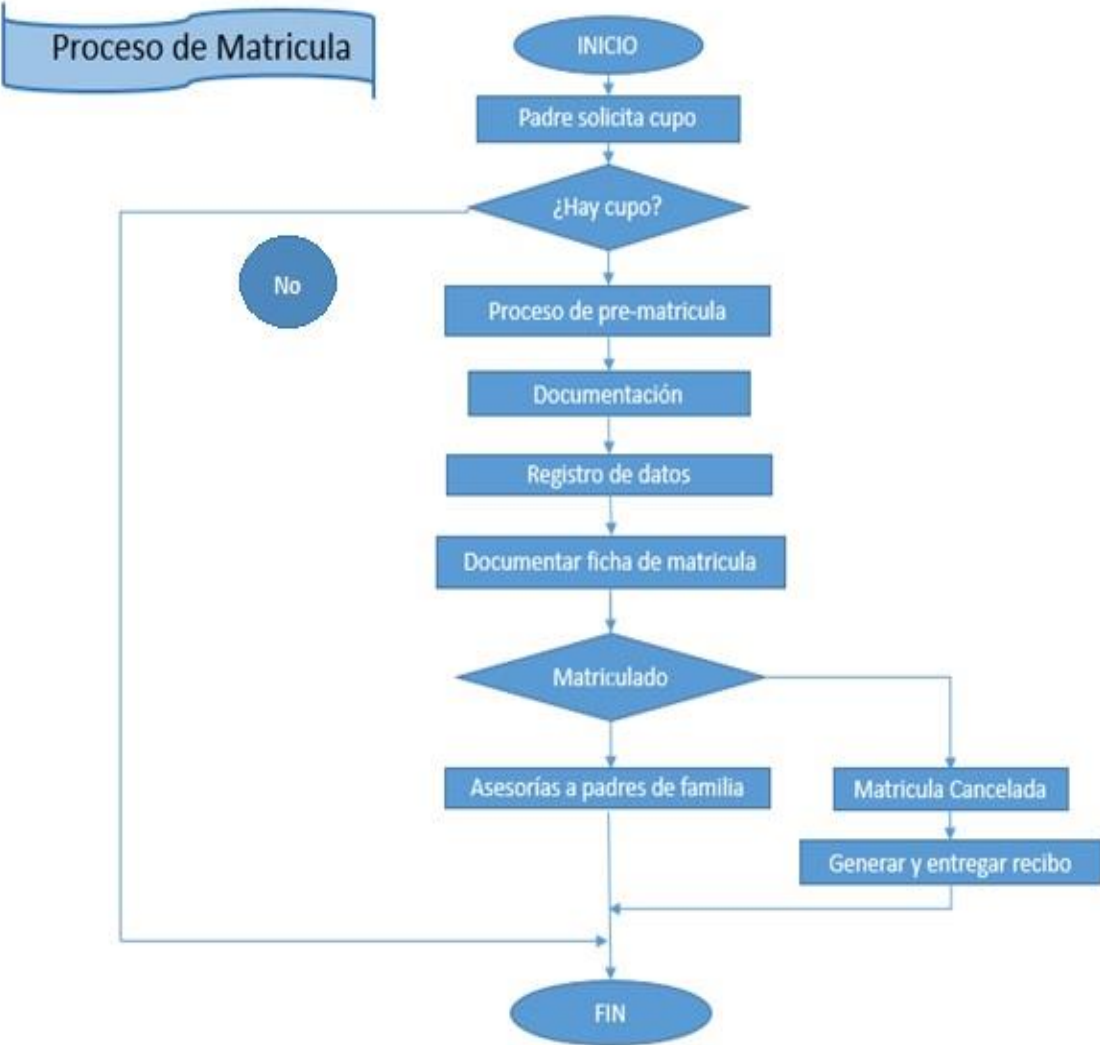 Proceso de Matricula
INICIO
Padre solicita cupo
¿Hay cupo?
No
Proceso de pre-matricula
Documentación
Registro de datos
Documentar ficha de matricula
Matriculado
Asesorías a padres de familia
Matricula Cancelada
Generar y entregar recibo
FIN